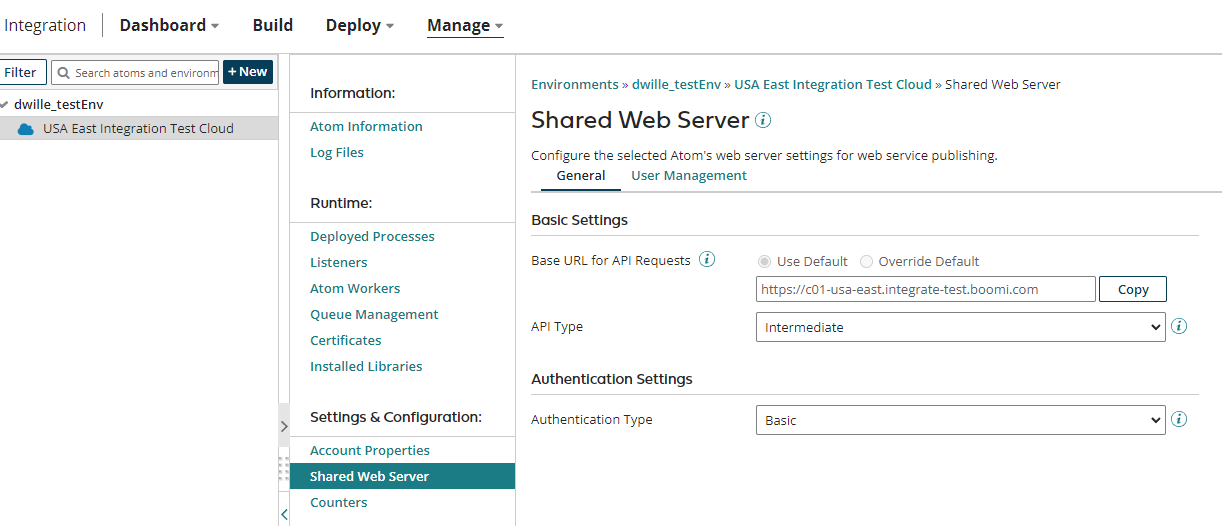 Integration Dashboard Build Deploy Manage
Filter Search atoms and environm +New
dwille_testEnv
USA East Integration Test Cloud
Information:
Atom Information
Log Files
Runtime:
Deployed Processes
Listeners
Atom Workers
Queue Management
Certificates
Installed Libraries
Settings & Configuration:
Account Properties
Shared Web Server
Counters
Environments » dwille_testEnv » USA East Integration Test Cloud » Shared Web Server
Shared Web Server i
Configure the selected Atom's web server settings for web service publishing.
General User Management
Basic Settings
Base URL for API Requests i Use Default Override Default
https://c01-usa-east.integrate-test.boomi.com Copy
API Type Intermediate i
Authentication Settings
Authentication Type Basic i